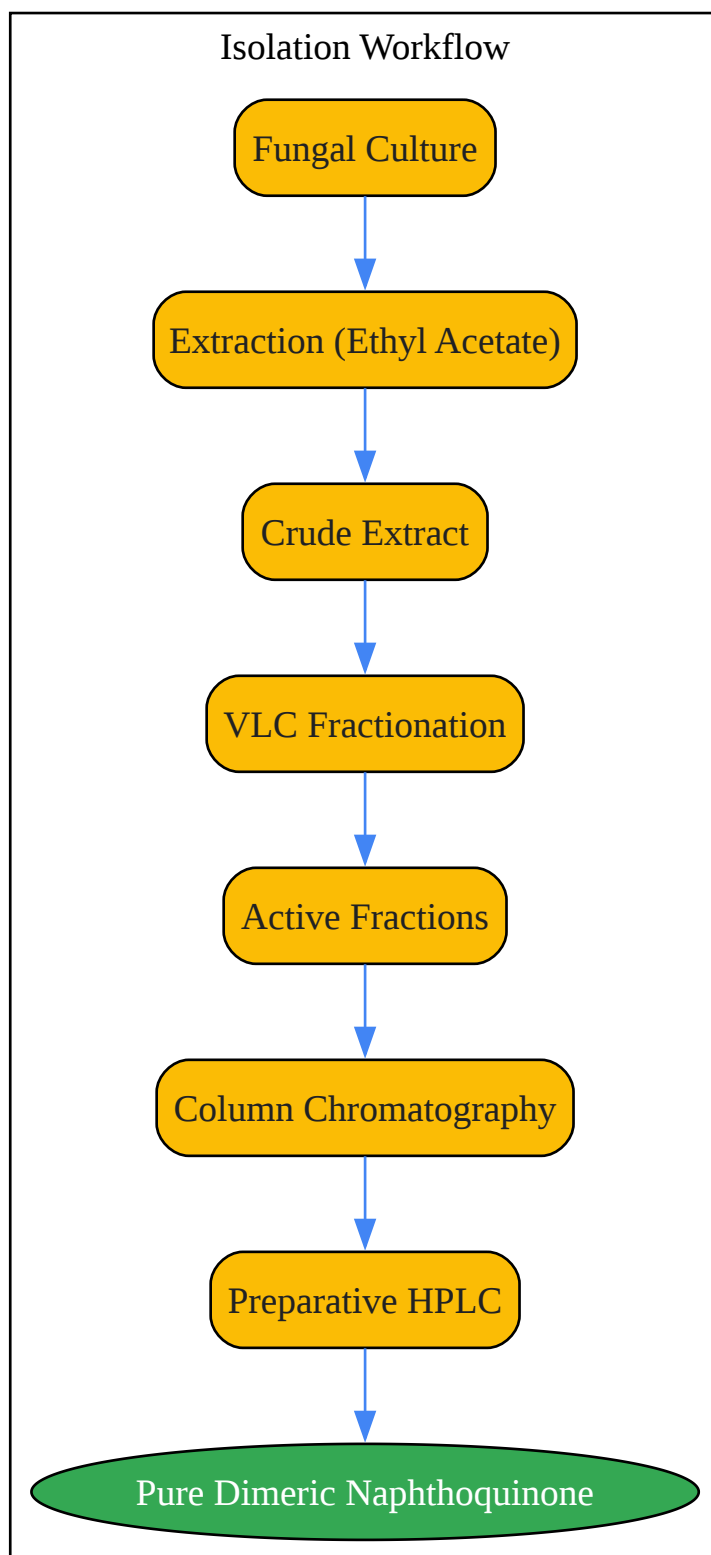 Isolation Workflow
Fungal Culture
Extraction (Ethyl Acetate)
Crude Extract
VLC Fractionation
Active Fractions
Column Chromatography
Preparative HPLC
Pure Dimeric Naphthoquinone